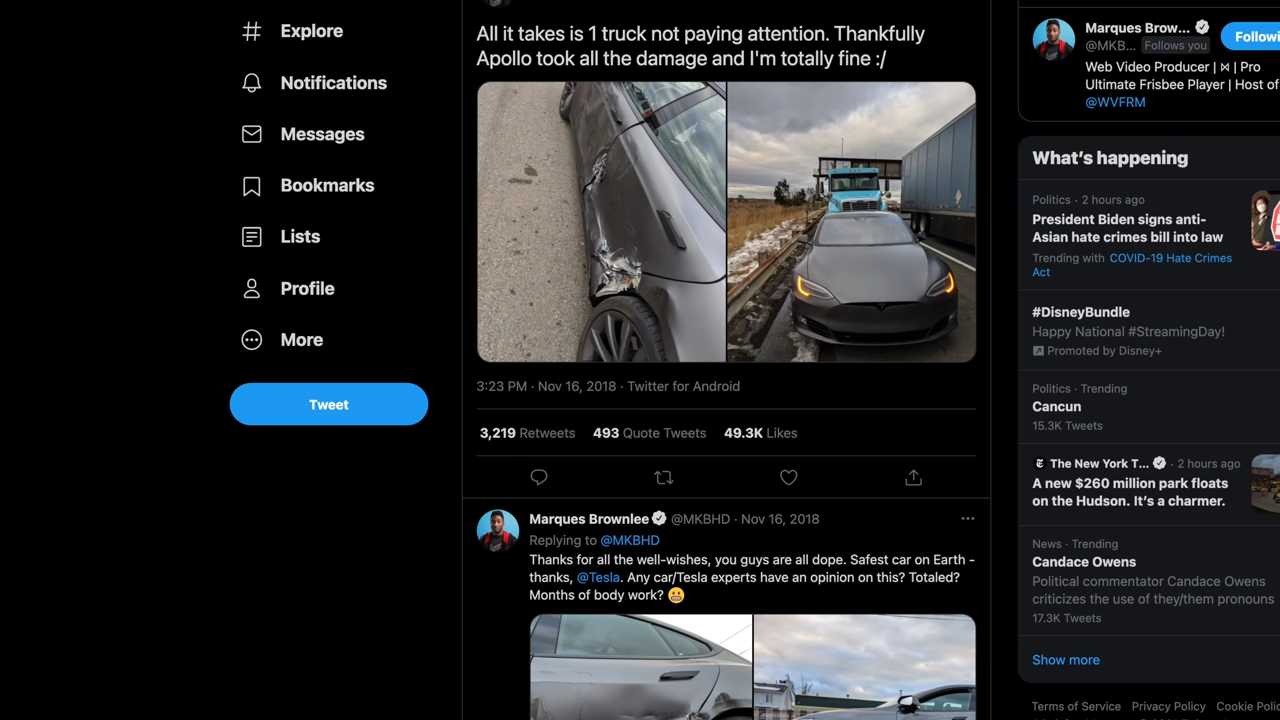 Explore
Notifications
Messages
Bookmarks
Lists
Profile
More
Tweet
All it takes is 1 truck not paying attention. Thankfully
Apollo took all the damage and I'm totally fine :/
3:23 PM · Nov 16, 2018 · Twitter for Android
3,219 Retweets 493 Quote Tweets 49.3K Likes
Marques Brownlee @MKBHD · Nov 16, 2018
Replying to @MKBHD
Thanks for all the well-wishes, you guys are all dope. Safest car on Earth -
thanks, @Tesla. Any car/Tesla experts have an opinion on this? Totaled?
Months of body work? 😬
Marques Brow...
@MKB... Follows you
Followi
Web Video Producer | ⋈ | Pro
Ultimate Frisbee Player | Host of
@WVFRM
What's happening
Politics · 2 hours ago
President Biden signs anti-
Asian hate crimes bill into law
Trending with COVID-19 Hate Crimes
Act
#DisneyBundle
Happy National #StreamingDay!
Promoted by Disney+
Politics · Trending
Cancun
15.3K Tweets
The New York T... · 2 hours ago
A new $260 million park floats
on the Hudson. It's a charmer.
News · Trending
Candace Owens
Political commentator Candace Owens
criticizes the use of they/them pronouns
17.3K Tweets
Show more
Terms of Service Privacy Policy Cookie Poli